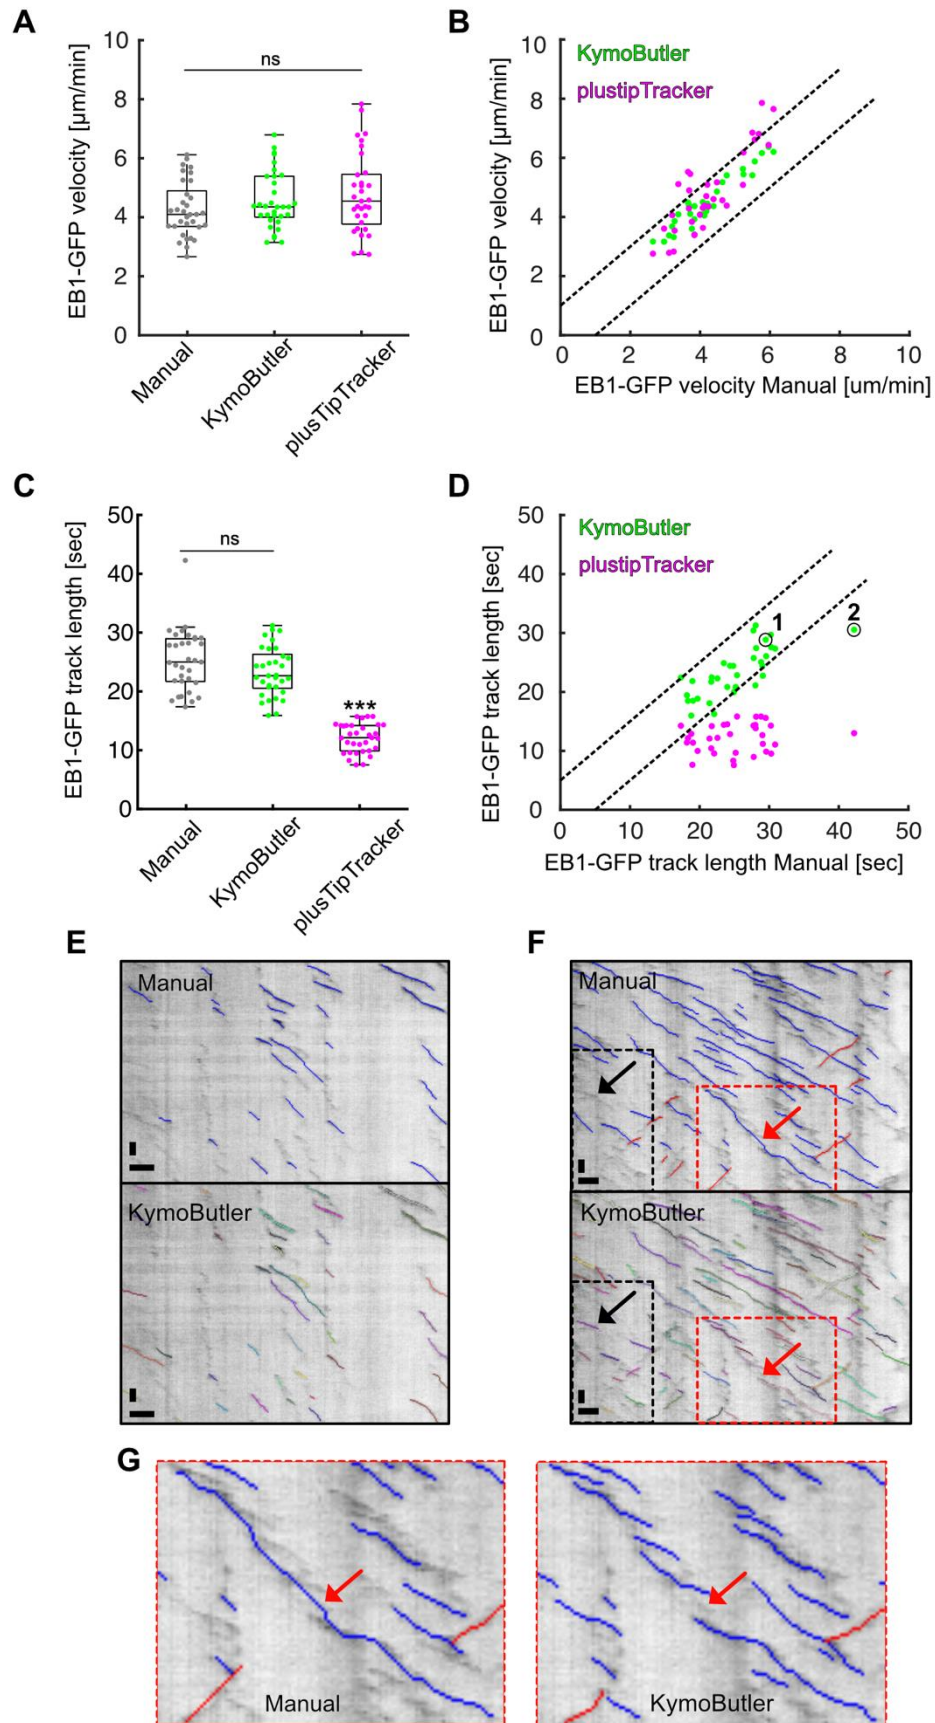 A
EB1-GFP velocity [µm/min]
10
8
6
4
2
0
ns
Manual
KymoButler
plusTipTracker
B
EB1-GFP velocity [µm/min]
10
8
6
4
2
0
KymoButler
plustipTracker
0 2 4 6 8 10
EB1-GFP velocity Manual [um/min]
C
EB1-GFP track length [sec]
50
40
30
20
10
0
ns
***
Manual
KymoButler
plusTipTracker
D
EB1-GFP track length [sec]
50
40
30
20
10
0
KymoButler
plustipTracker
1
2
0 10 20 30 40 50
EB1-GFP track length Manual [sec]
E
Manual
KymoButler
F
Manual
KymoButler
G
Manual
KymoButler